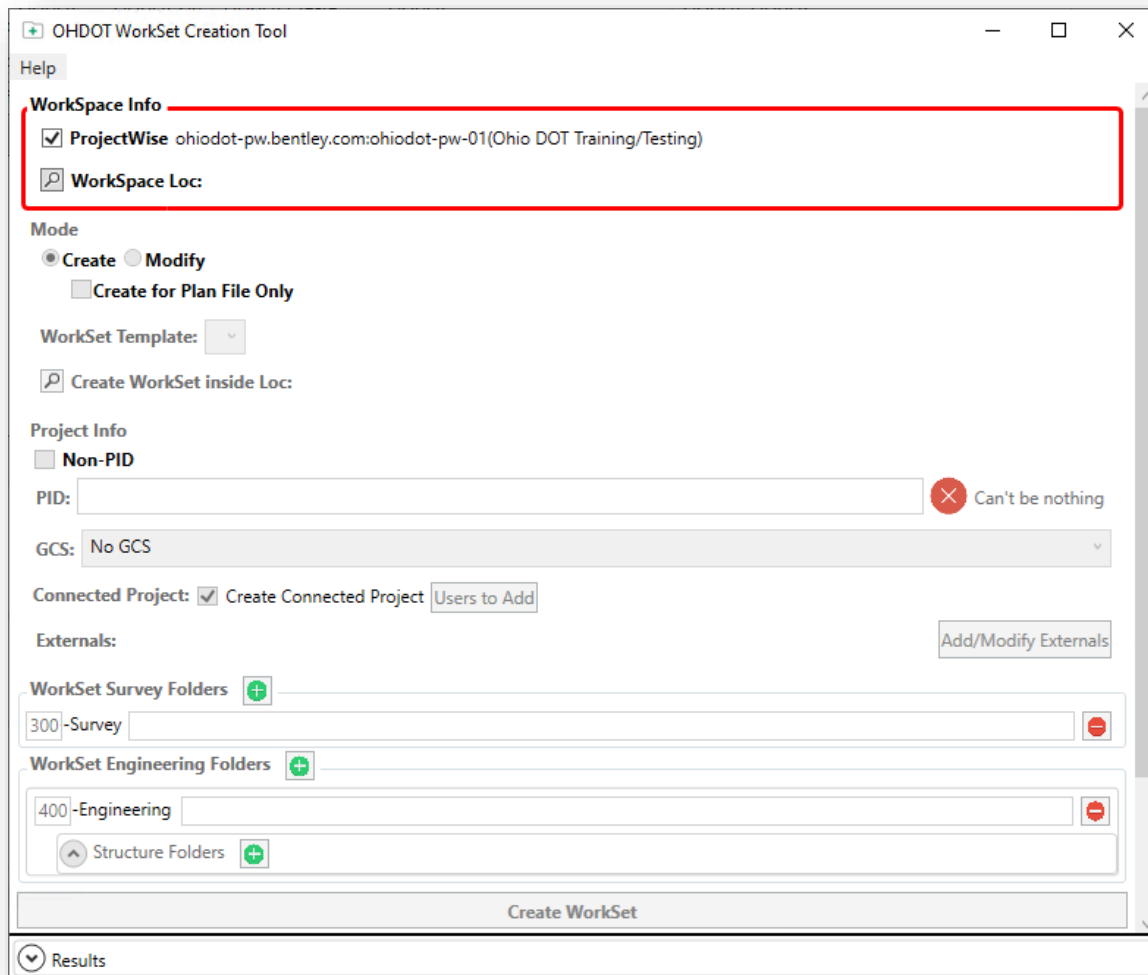 OHDOT WorkSet Creation Tool
Help
WorkSpace Info
ProjectWise ohiodot-pw.bentley.com:ohiodot-pw-01(Ohio DOT Training/Testing)
WorkSpace Loc:
Mode
Create Modify
Create for Plan File Only
WorkSet Template:
Create WorkSet inside Loc:
Project Info
Non-PID
PID: Can't be nothing
GCS: No GCS
Connected Project: Create Connected Project Users to Add
Externals: Add/Modify Externals
WorkSet Survey Folders
300 -Survey
WorkSet Engineering Folders
400 -Engineering
Structure Folders
Create WorkSet
Results